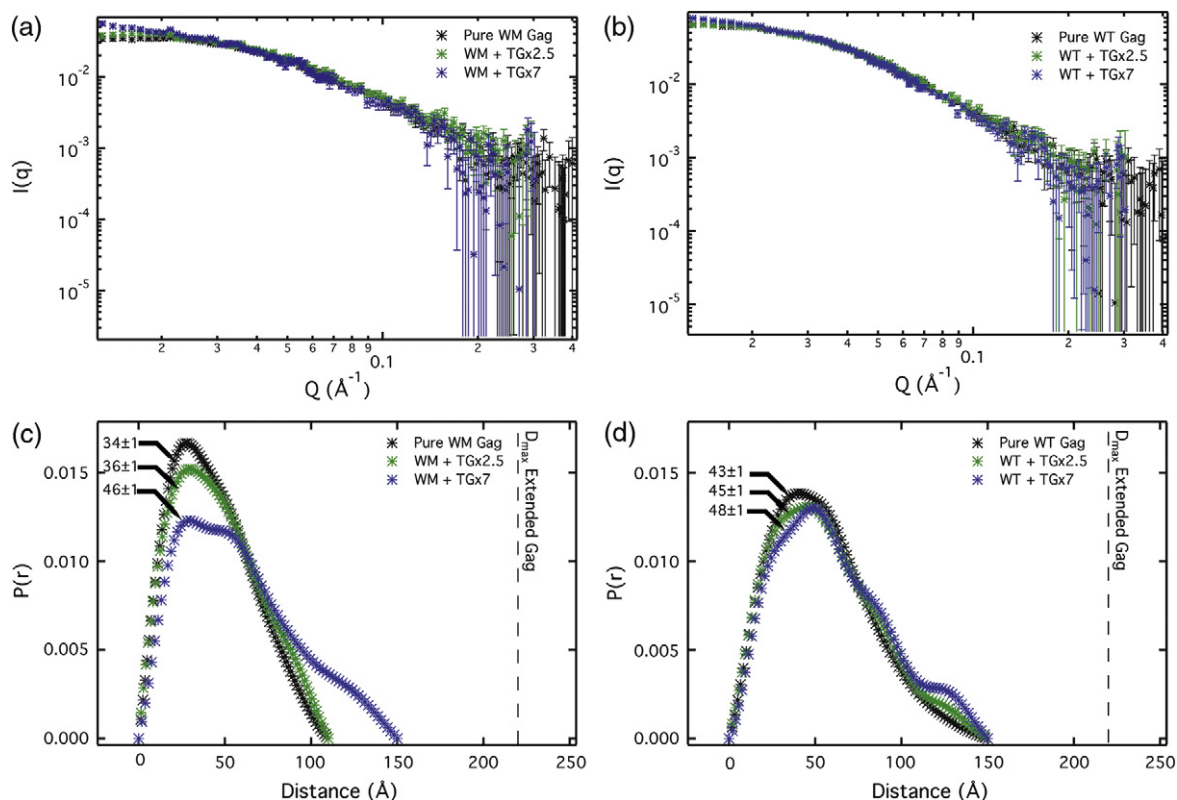 (a)
Pure WM Gag
WM + TGx2.5
WM + TGx7
I(q)
10-2
10-3
10-4
10-5
2 3 4 5 6 7 8 9 0.1 2 3 4
Q (Å-1)
(b)
Pure WT Gag
WT + TGx2.5
WT + TGx7
I(q)
10-2
10-3
10-4
10-5
2 3 4 5 6 7 8 9 0.1 2 3 4
Q (Å-1)
(c)
34±1
36±1
46±1
Pure WM Gag
WM + TGx2.5
WM + TGx7
Dmax Extended Gag
P(r)
0.015
0.010
0.005
0.000
0 50 100 150 200 250
Distance (Å)
(d)
43±1
45±1
48±1
Pure WT Gag
WT + TGx2.5
WT + TGx7
Dmax Extended Gag
P(r)
0.015
0.010
0.005
0.000
0 50 100 150 200 250
Distance (Å)